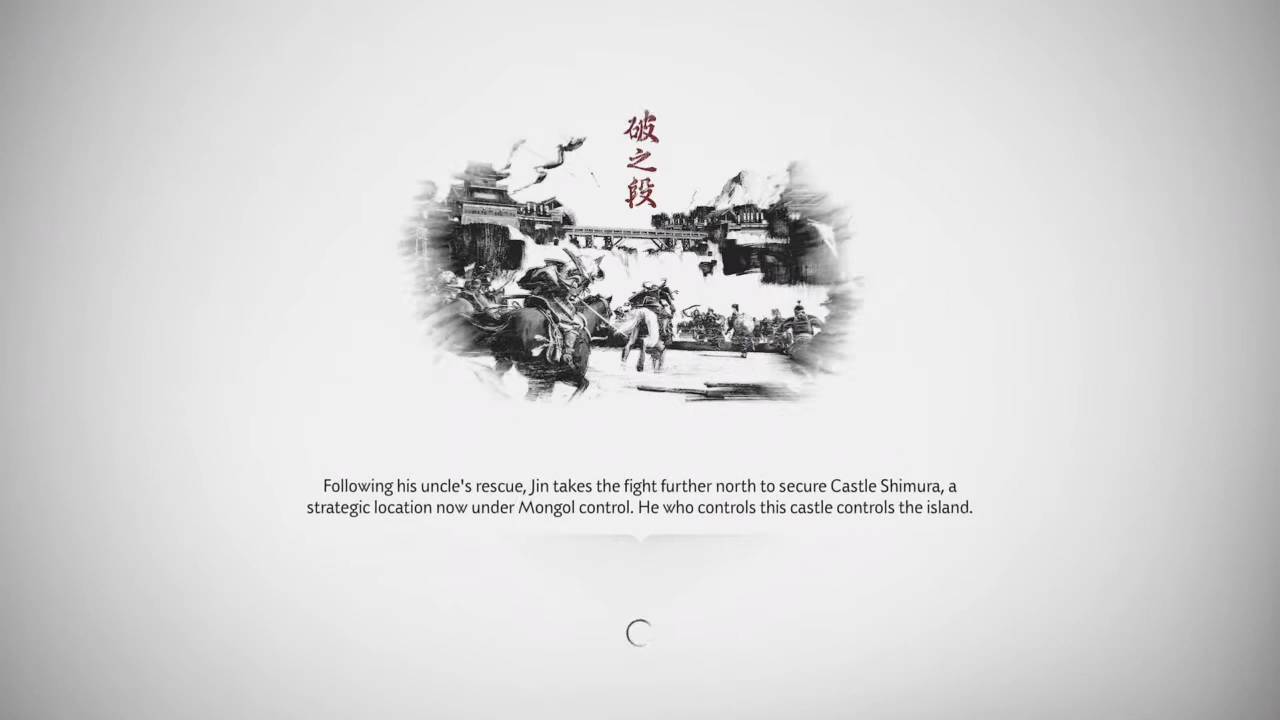 破之段
Following his uncle's rescue, Jin takes the fight further north to secure Castle Shimura, a
strategic location now under Mongol control. He who controls this castle controls the island.